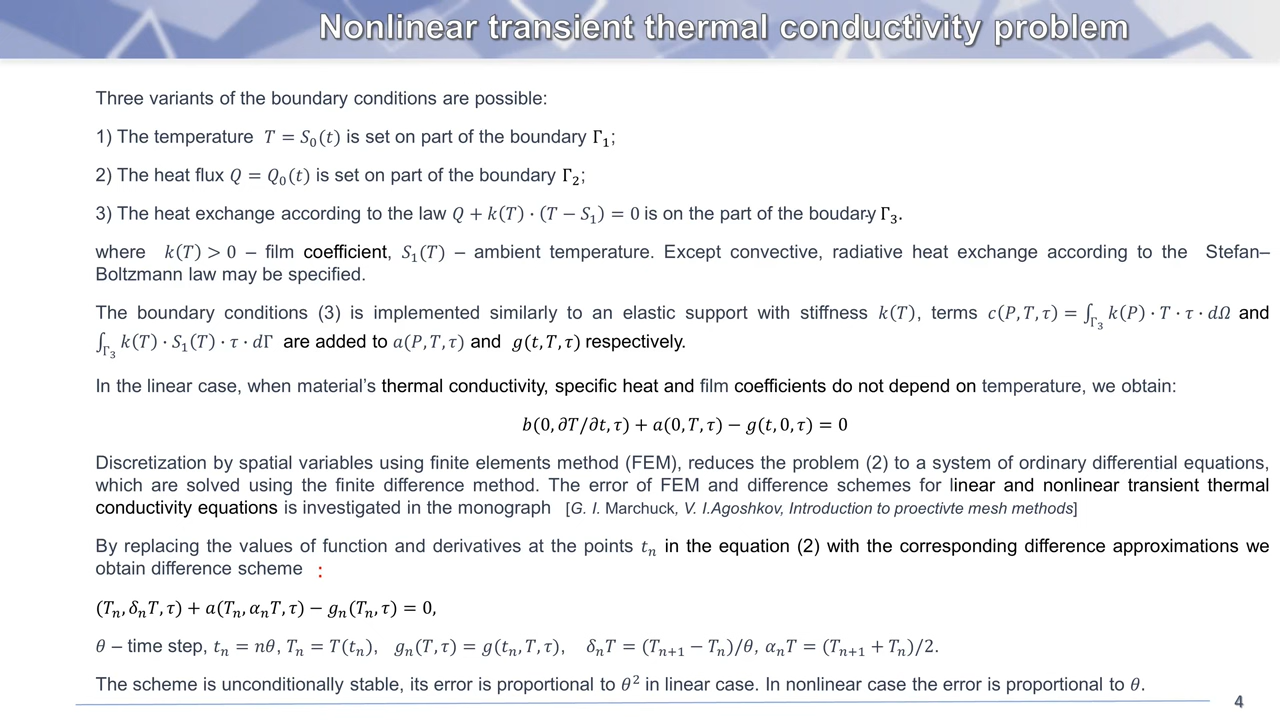 Nonlinear transient thermal conductivity problem
Three variants of the boundary conditions are possible:
1) The temperature T = S₀(t) is set on part of the boundary Γ₁;
2) The heat flux Q = Q₀(t) is set on part of the boundary Γ₂;
3) The heat exchange according to the law Q + k(T) · (T − S₁) = 0 is on the part of the boudary Γ₃.
where k(T) > 0 – film coefficient, S₁(T) – ambient temperature. Except convective, radiative heat exchange according to the Stefan–
Boltzmann law may be specified.
The boundary conditions (3) is implemented similarly to an elastic support with stiffness k(T), terms c(P, T, τ) = ∫_Γ₃ k(P) · T · τ · dΩ and
∫_Γ₃ k(T) · S₁(T) · τ · dΓ are added to a(P, T, τ) and g(t, T, τ) respectively.
In the linear case, when material's thermal conductivity, specific heat and film coefficients do not depend on temperature, we obtain:
b(0, ∂T/∂t, τ) + a(0, T, τ) − g(t, 0, τ) = 0
Discretization by spatial variables using finite elements method (FEM), reduces the problem (2) to a system of ordinary differential equations,
which are solved using the finite difference method. The error of FEM and difference schemes for linear and nonlinear transient thermal
conductivity equations is investigated in the monograph [G. I. Marchuck, V. I.Agoshkov, Introduction to proectivte mesh methods]
By replacing the values of function and derivatives at the points tₙ in the equation (2) with the corresponding difference approximations we
obtain difference scheme :
(Tₙ, δₙT, τ) + a(Tₙ, αₙT, τ) − gₙ(Tₙ, τ) = 0,
θ – time step, tₙ = nθ, Tₙ = T(tₙ), gₙ(T, τ) = g(tₙ, T, τ), δₙT = (Tₙ₊₁ − Tₙ)/θ, αₙT = (Tₙ₊₁ + Tₙ)/2.
The scheme is unconditionally stable, its error is proportional to θ² in linear case. In nonlinear case the error is proportional to θ.
4